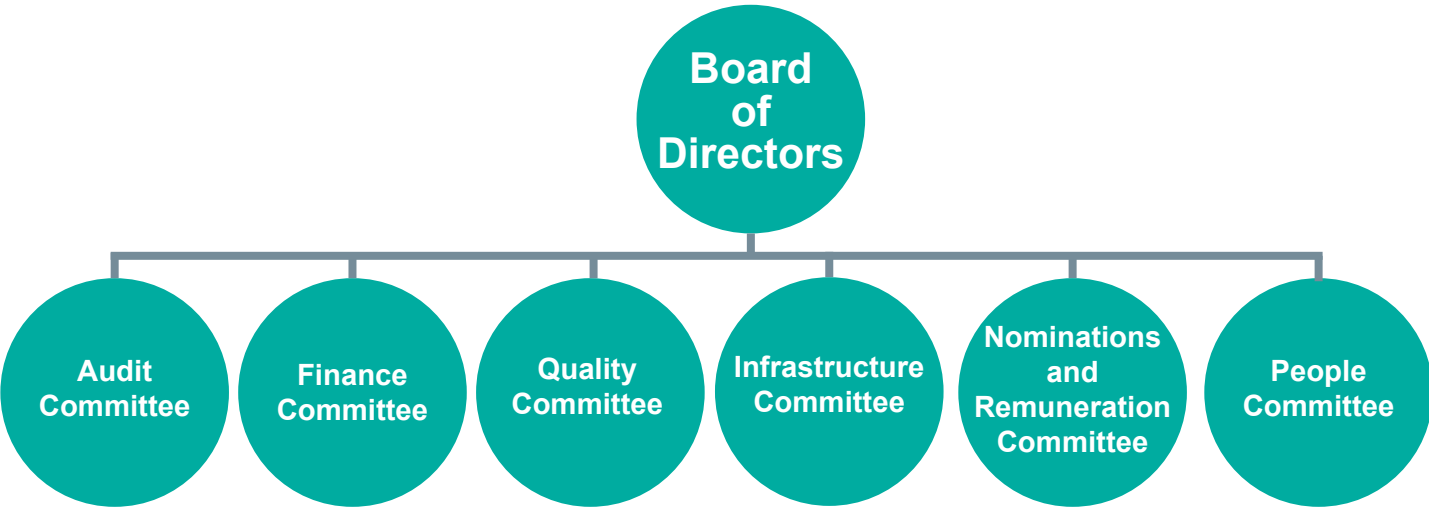 Board
of
Directors
Audit
Committee
Finance
Committee
Quality
Committee
Infrastructure
Committee
Nominations
and
Remuneration
Committee
People
Committee